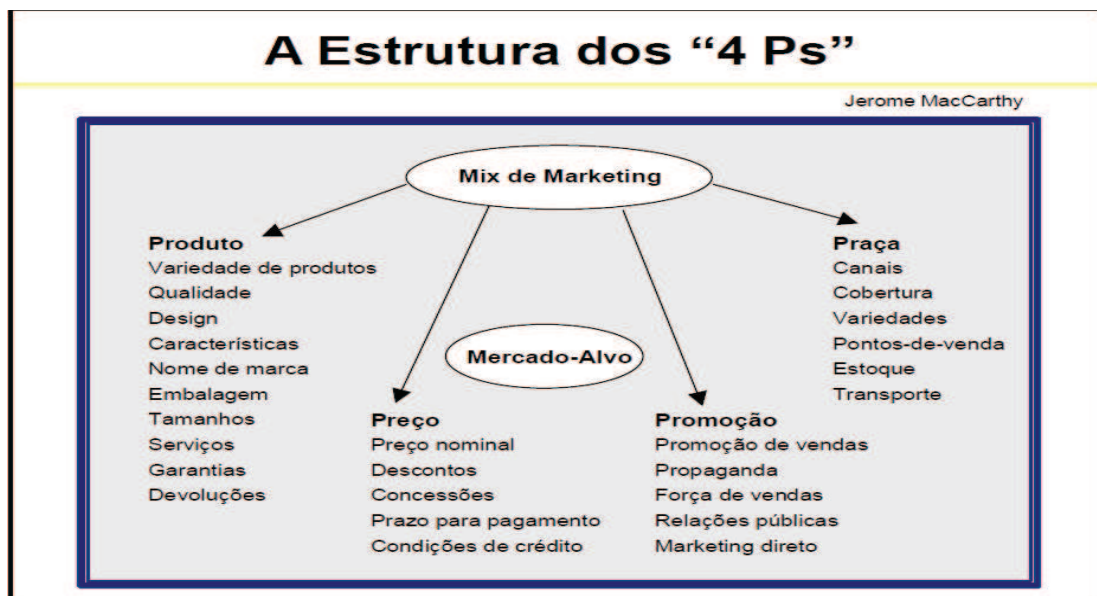 A Estrutura dos “4 Ps”
Jerome MacCarthy
Mix de Marketing
Produto
Variedade de produtos
Qualidade
Design
Características
Nome de marca
Embalagem
Tamanhos
Serviços
Garantias
Devoluções
Mercado-Alvo
Preço
Preço nominal
Descontos
Concessões
Prazo para pagamento
Condições de crédito
Promoção
Promoção de vendas
Propaganda
Força de vendas
Relações públicas
Marketing direto
Praça
Canais
Cobertura
Variedades
Pontos-de-venda
Estoque
Transporte